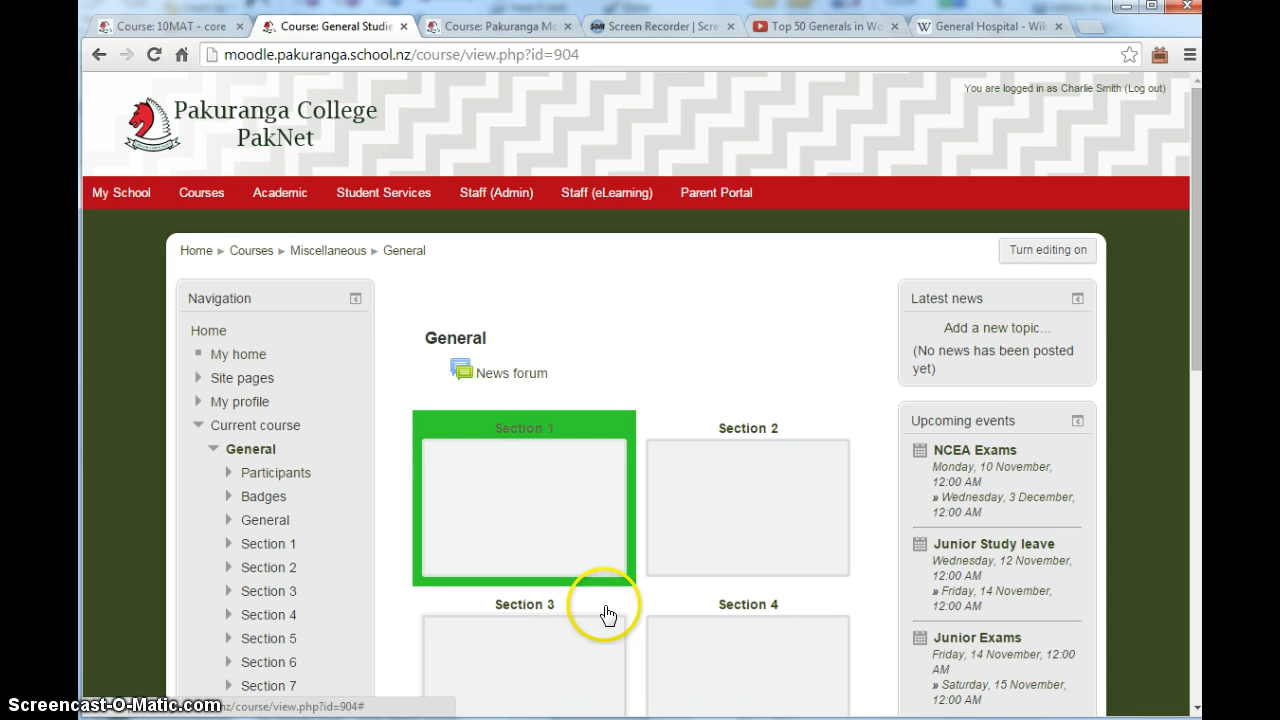 Course: 10MAT - core
Course: General Studie
Course: Pakuranga Mo
SOM Screen Recorder | Scre
Top 50 Generals in Wo
W General Hospital - Wik
moodle.pakuranga.school.nz/course/view.php?id=904
You are logged in as Charlie Smith (Log out)
Pakuranga College
PakNet
My School Courses Academic Student Services Staff (Admin) Staff (eLearning) Parent Portal
Home ► Courses ► Miscellaneous ► General
Turn editing on
Navigation
Home
My home
Site pages
My profile
Current course
General
Participants
Badges
General
Section 1
Section 2
Section 3
Section 4
Section 5
Section 6
Section 7
General
News forum
Section 1
Section 2
Section 3
Section 4
Latest news
Add a new topic...
(No news has been posted
yet)
Upcoming events
NCEA Exams
Monday, 10 November,
12:00 AM
» Wednesday, 3 December,
12:00 AM
Junior Study leave
Wednesday, 12 November,
12:00 AM
» Friday, 14 November,
12:00 AM
Junior Exams
Friday, 14 November, 12:00
AM
» Saturday, 15 November,
12:00 AM
nz/course/view.php?id=904#
Screencast-O-Matic.com